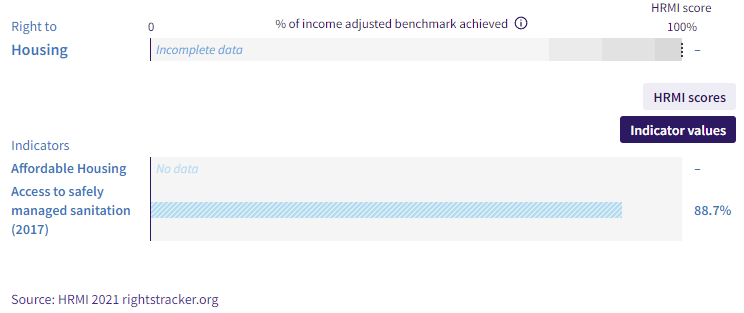 HRMI score
Right to
0
% of income adjusted benchmark achieved
100%
Housing
Incomplete data
–
HRMI scores
Indicator values
Indicators
Affordable Housing
No data
–
Access to safely
managed sanitation
(2017)
88.7%
Source: HRMI 2021 rightstracker.org